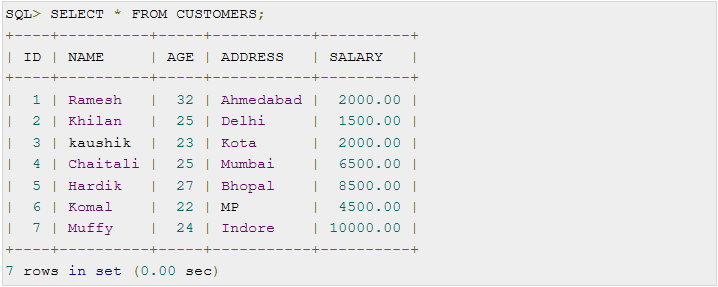 SQL> SELECT * FROM CUSTOMERS;
+----+----------+-----+-----------+----------+
| ID | NAME     | AGE | ADDRESS   | SALARY   |
+----+----------+-----+-----------+----------+
|  1 | Ramesh   |  32 | Ahmedabad |  2000.00 |
|  2 | Khilan   |  25 | Delhi     |  1500.00 |
|  3 | kaushik  |  23 | Kota      |  2000.00 |
|  4 | Chaitali |  25 | Mumbai    |  6500.00 |
|  5 | Hardik   |  27 | Bhopal    |  8500.00 |
|  6 | Komal    |  22 | MP        |  4500.00 |
|  7 | Muffy    |  24 | Indore    | 10000.00 |
+----+----------+-----+-----------+----------+
7 rows in set (0.00 sec)